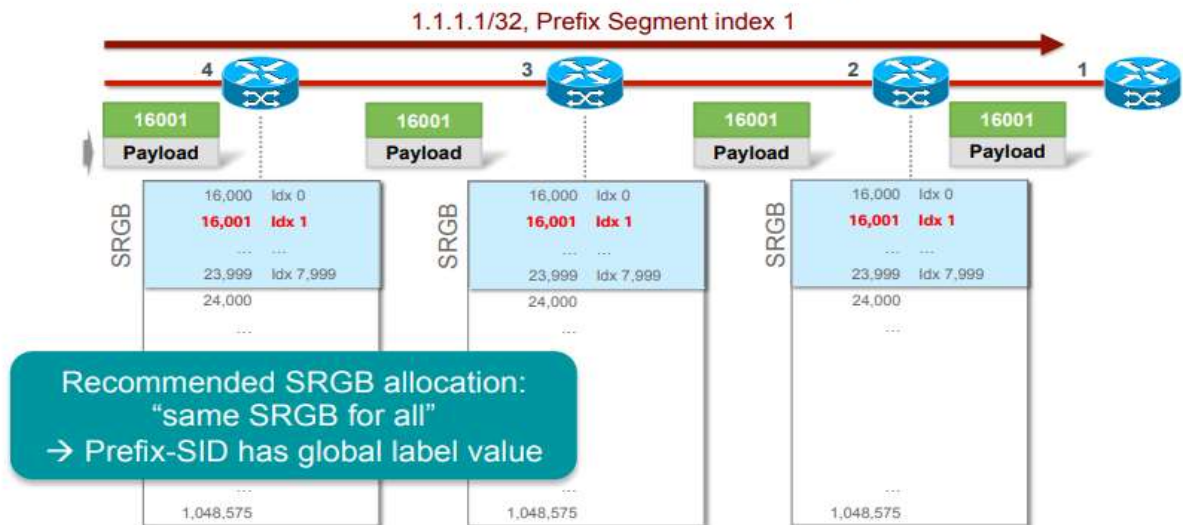 1.1.1.1/32, Prefix Segment index 1
4 3 2 1
16001 16001 16001 16001
Payload Payload Payload Payload
SRGB
16,000 Idx 0
16,001 Idx 1
... ...
23,999 Idx 7,999
24,000
...
SRGB
16,000 Idx 0
16,001 Idx 1
... ...
23,999 Idx 7,999
24,000
...
SRGB
16,000 Idx 0
16,001 Idx 1
... ...
23,999 Idx 7,999
24,000
...
Recommended SRGB allocation:
“same SRGB for all”
→ Prefix-SID has global label value
... ... ...
1,048,575 1,048,575 1,048,575